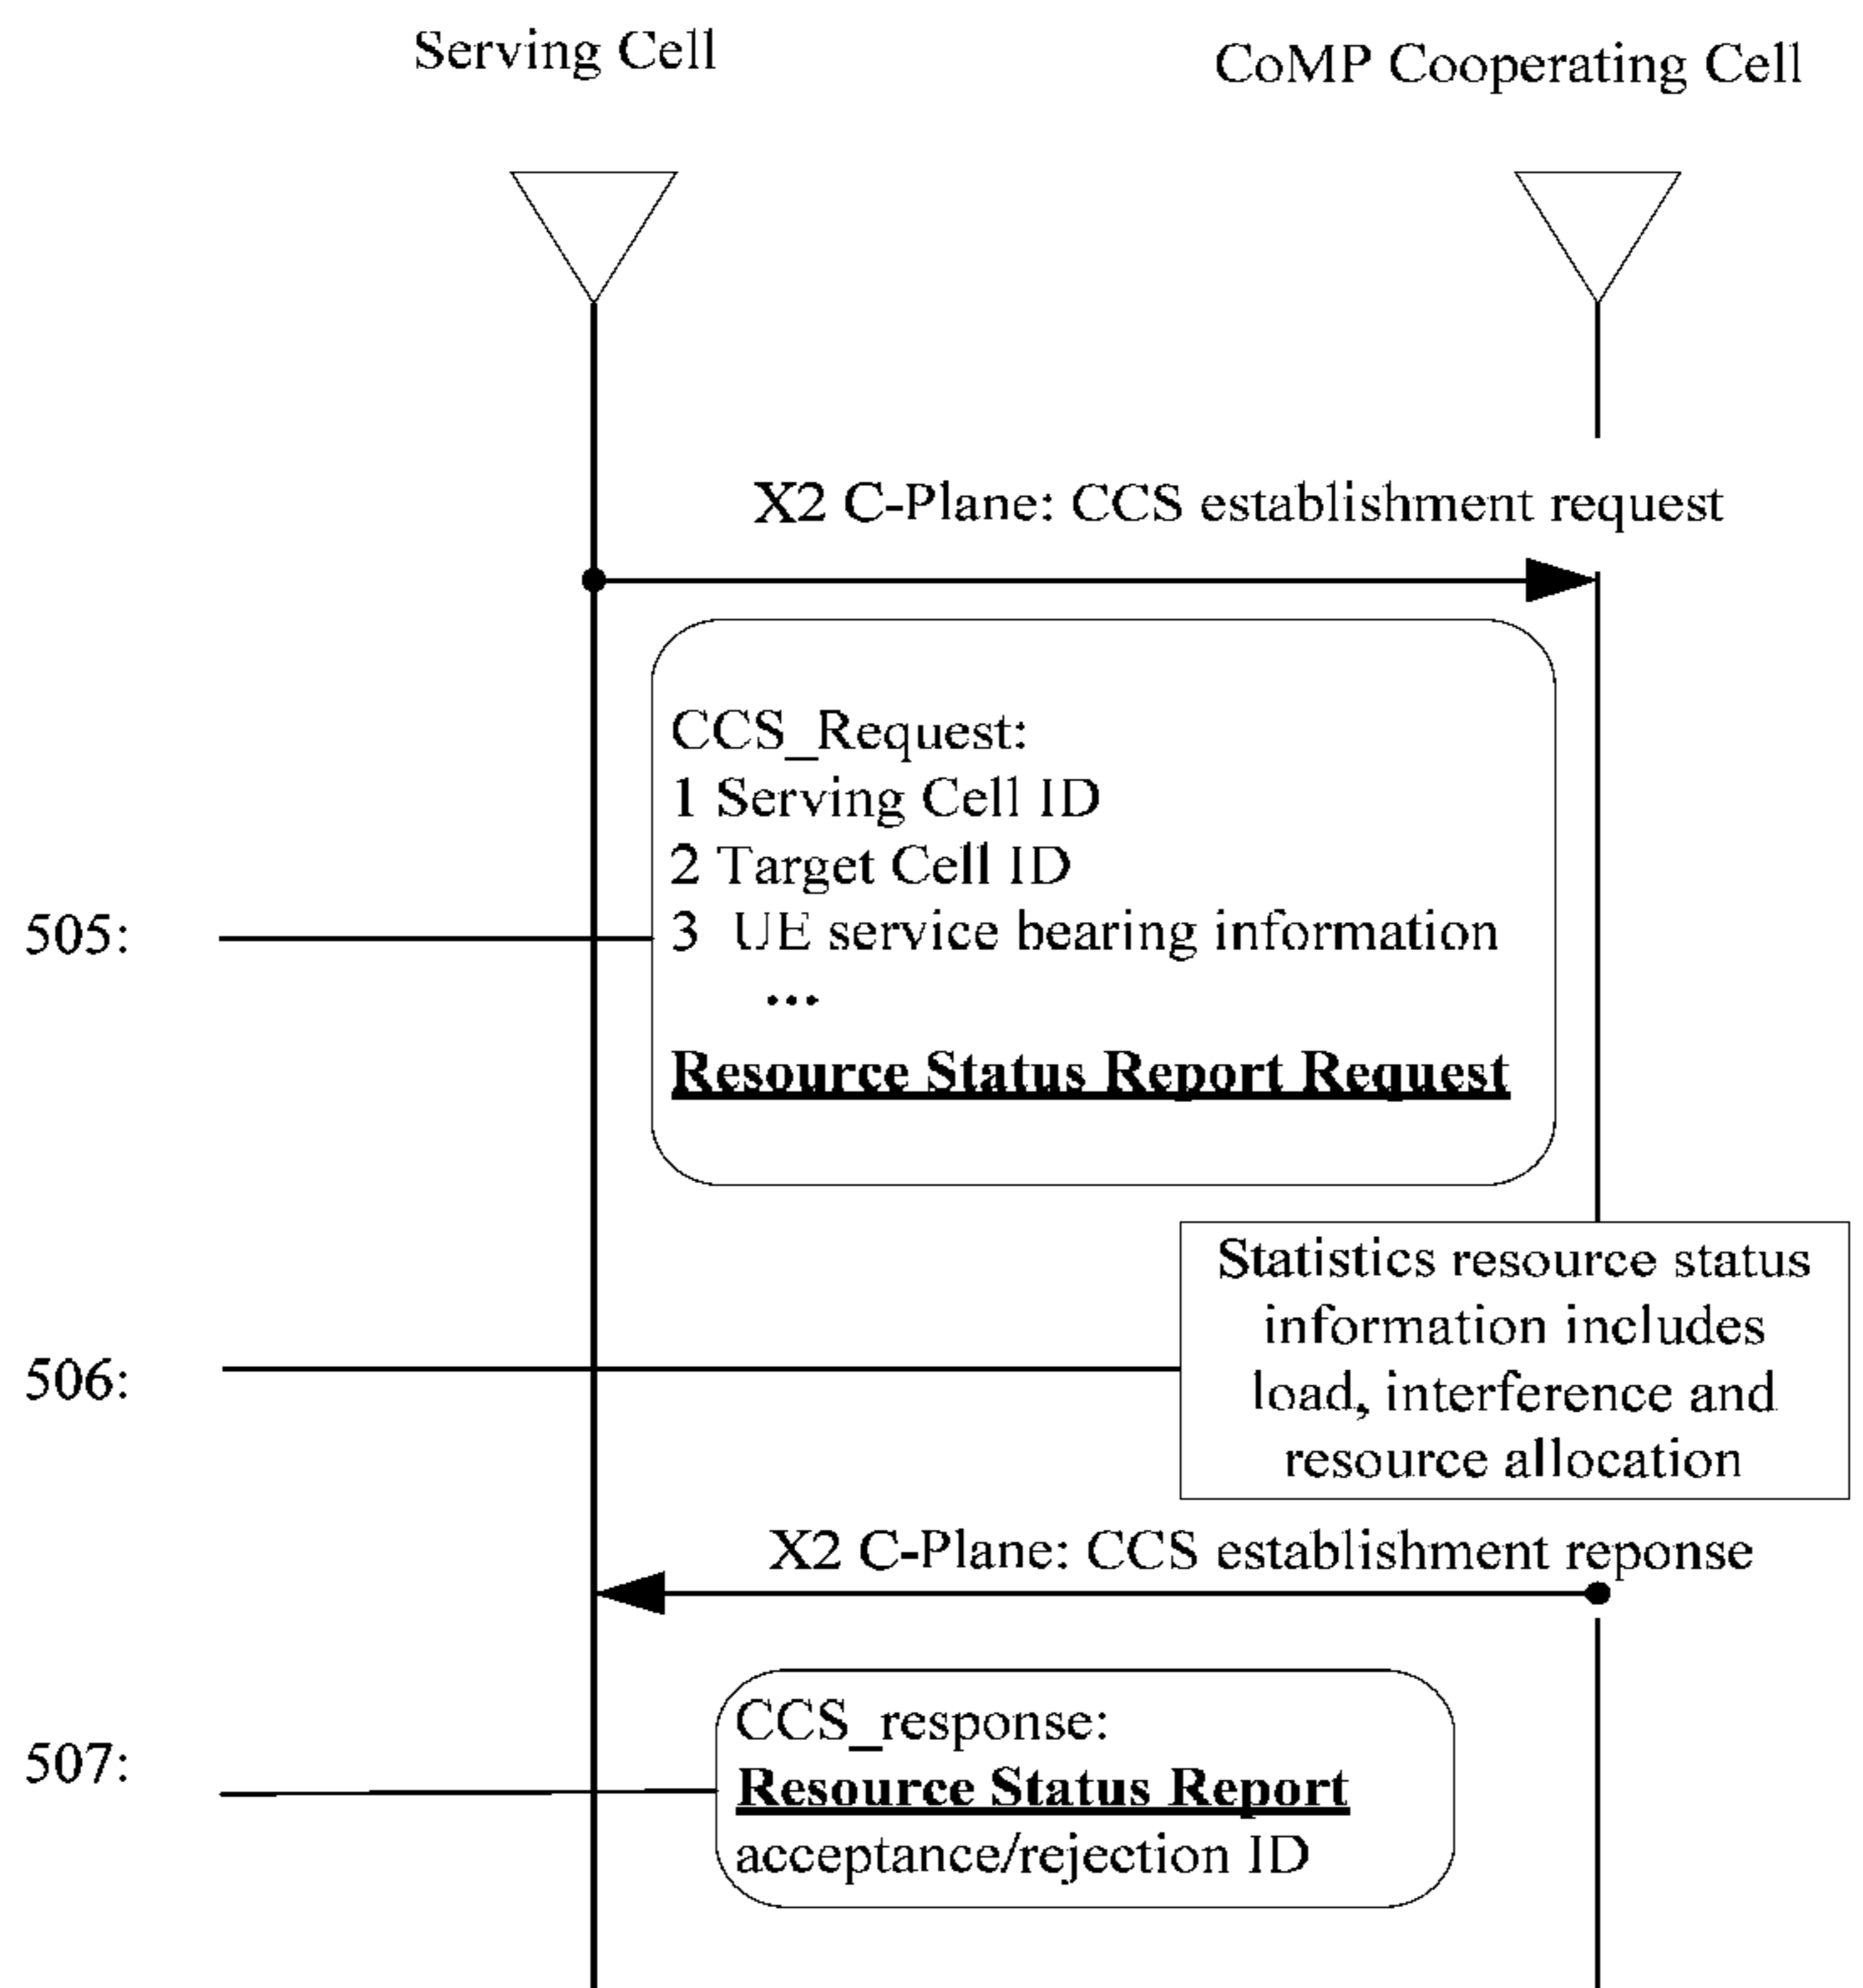 Serving Cell
CoMP Cooperating Cell
X2 C-Plane: CCS establishment request
CCS_Request:
1 Serving Cell ID
2 Target Cell ID
505:
3 UE service bearing information
...
Resource Status Report Request
Statistics resource status
information includes
506:
load, interference and
resource allocation
X2 C-Plane: CCS establishment reponse
CCS_response:
507:
Resource Status Report
acceptance/rejection ID